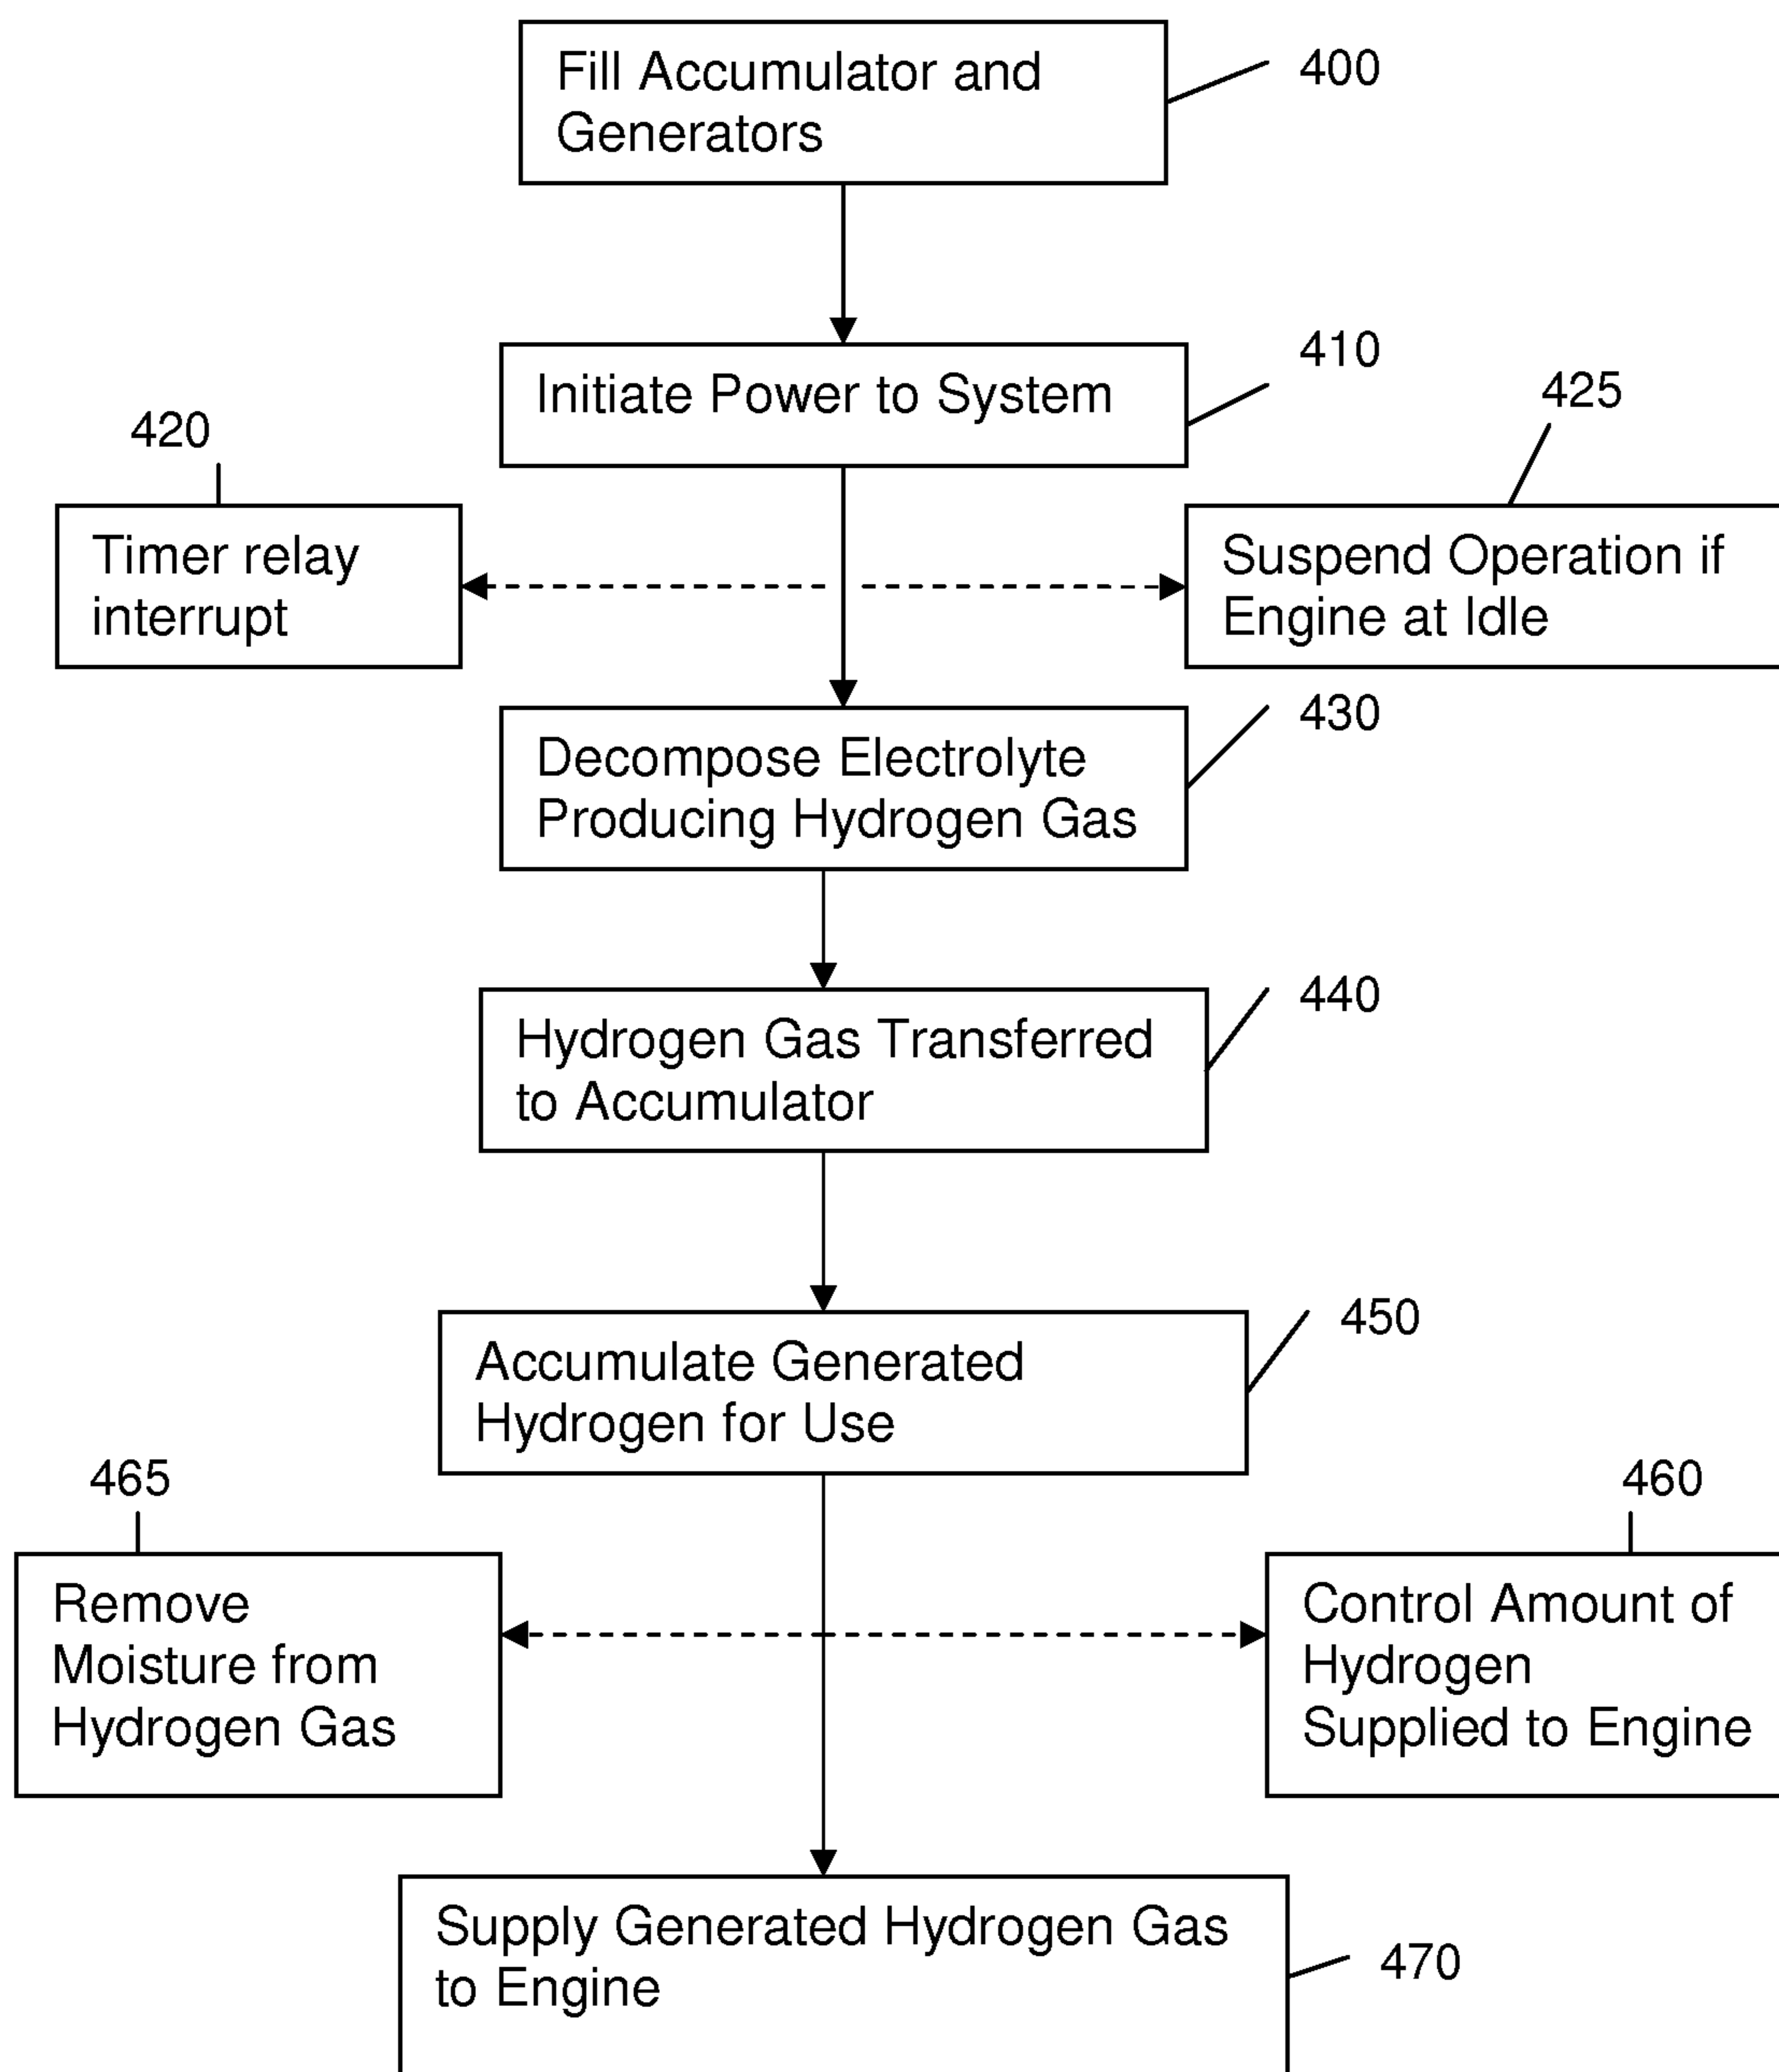 Fill Accumulator and
Generators
400
Initiate Power to System
410
420
Timer relay
interrupt
425
Suspend Operation if
Engine at Idle
Decompose Electrolyte
Producing Hydrogen Gas
430
Hydrogen Gas Transferred
to Accumulator
440
Accumulate Generated
Hydrogen for Use
450
465
Remove
Moisture from
Hydrogen Gas
460
Control Amount of
Hydrogen
Supplied to Engine
Supply Generated Hydrogen Gas
to Engine
470